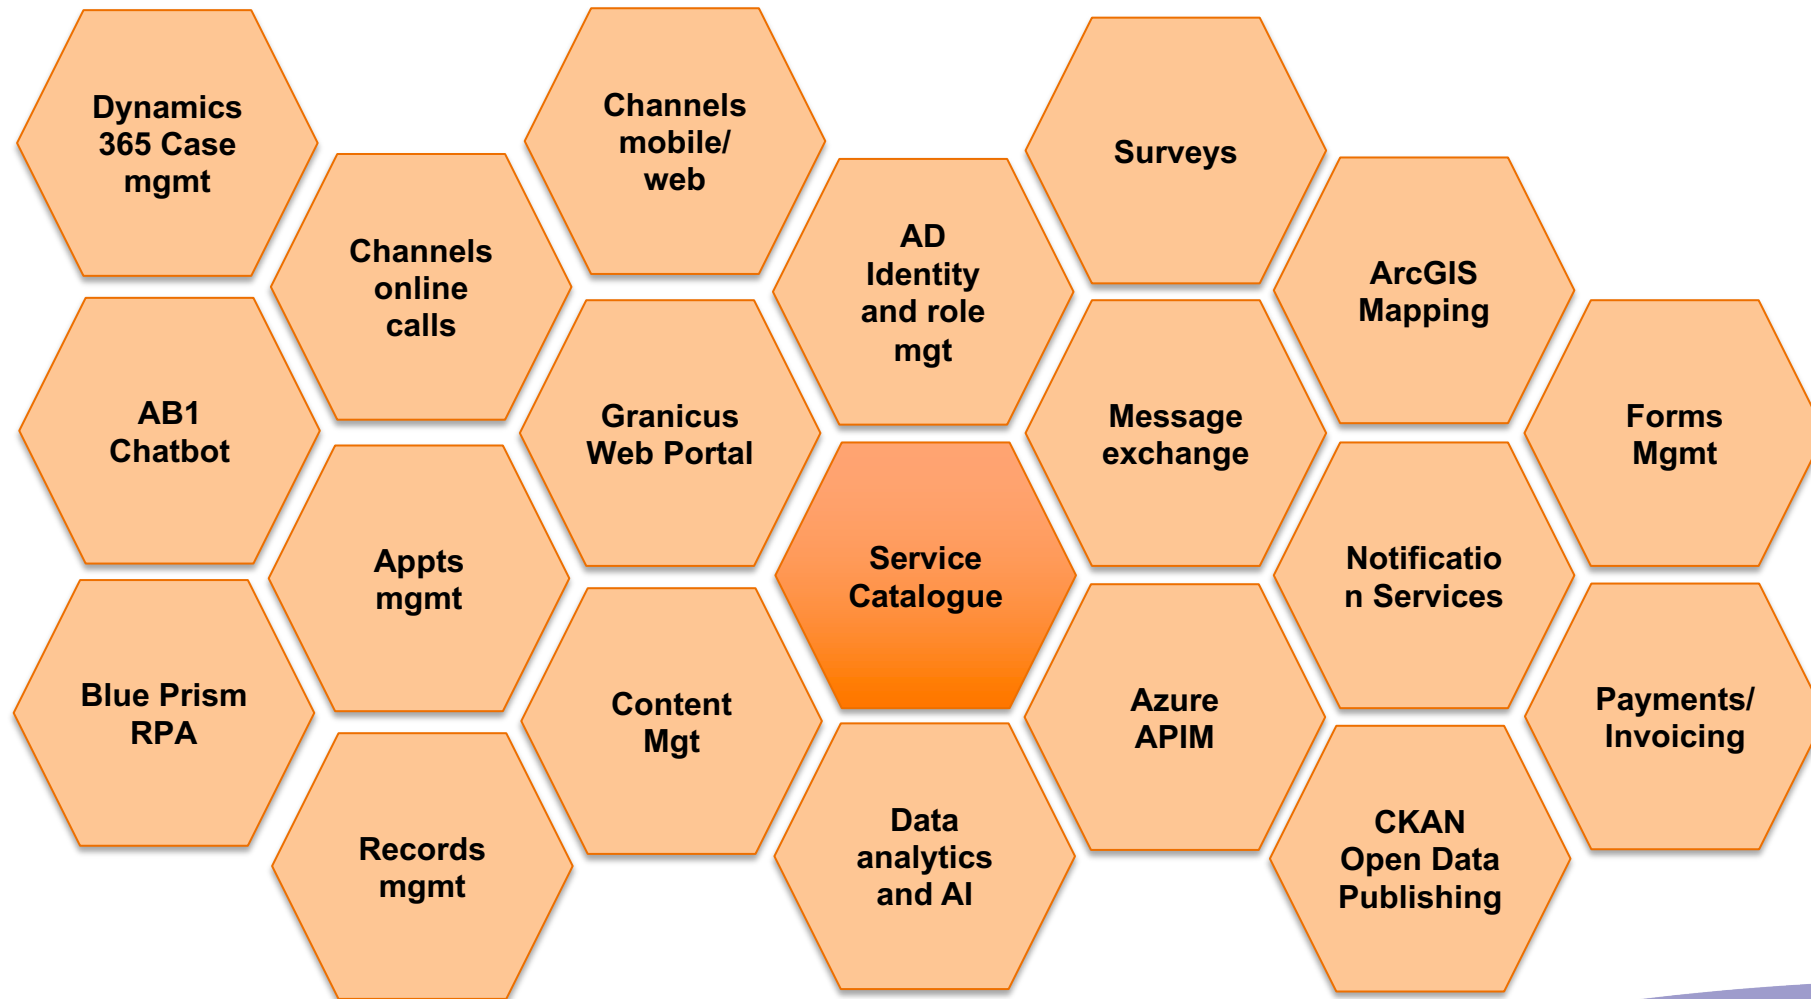 Dynamics
365 Case
mgmt
Channels
mobile/
web
Surveys
Channels
online
calls
AD
Identity
and role
mgt
ArcGIS
Mapping
AB1
Chatbot
Granicus
Web Portal
Message
exchange
Forms
Mgmt
Appts
mgmt
Service
Catalogue
Notificatio
n Services
Blue Prism
RPA
Content
Mgt
Azure
APIM
Payments/
Invoicing
Records
mgmt
Data
analytics
and AI
CKAN
Open Data
Publishing